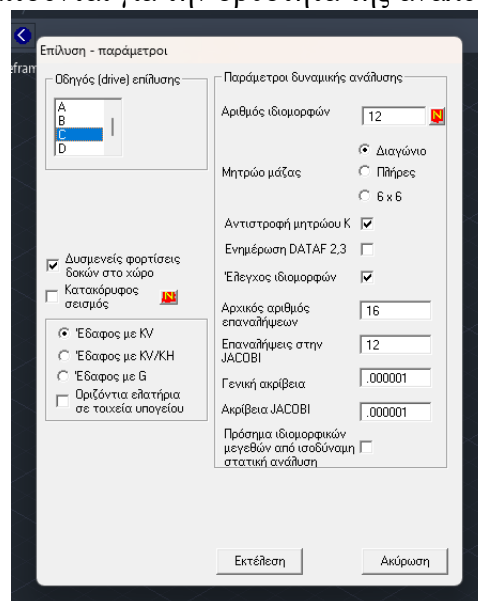 Επίλυση - παράμετροι
efram
Οδηγός (drive) επίλυσης
A
B
C
D
Δυσμενείς φορτίσεις
δοκών στο χώρο
Κατακόρυφος
σεισμός
N
Έδαφος με KV
Έδαφος με KV/KH
Έδαφος με G
Οριζόντια ελατήρια
σε τοιχεία υπογείου
Παράμετροι δυναμικής ανάλυσης
Αριθμός ιδιομορφών
12
N
Μητρώο μάζας
Διαγώνιο
Πλήρες
6 x 6
Αντιστροφή μητρώου K
Ενημέρωση DATAF 2,3
Έλεγχος ιδιομορφών
Αρχικός αριθμός
επαναλήψεων
16
Επαναλήψεις στην
JACOBI
12
Γενική ακρίβεια
.000001
Ακρίβεια JACOBI
.000001
Πρόσημα ιδιομορφικών
μεγεθών από ισοδύναμη
στατική ανάλυση
Εκτέλεση
Ακύρωση